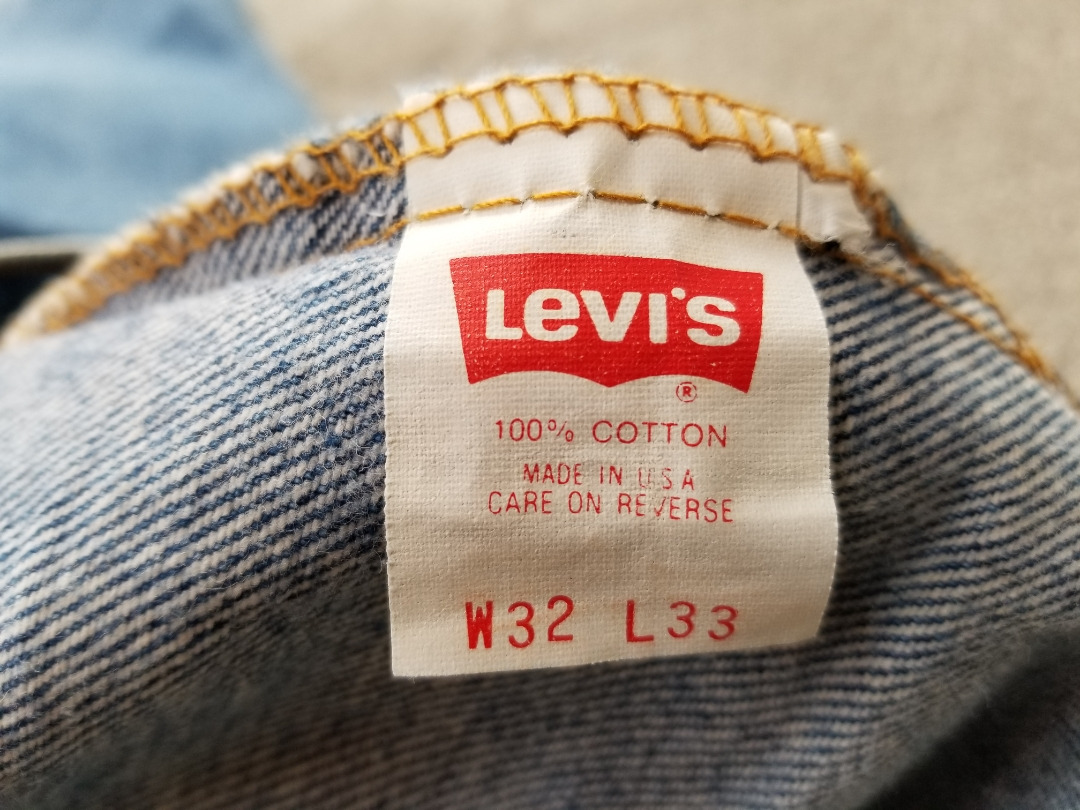 Levi's
®
100% COTTON
MADE IN U.S.A
CARE ON REVERSE
W32 L33